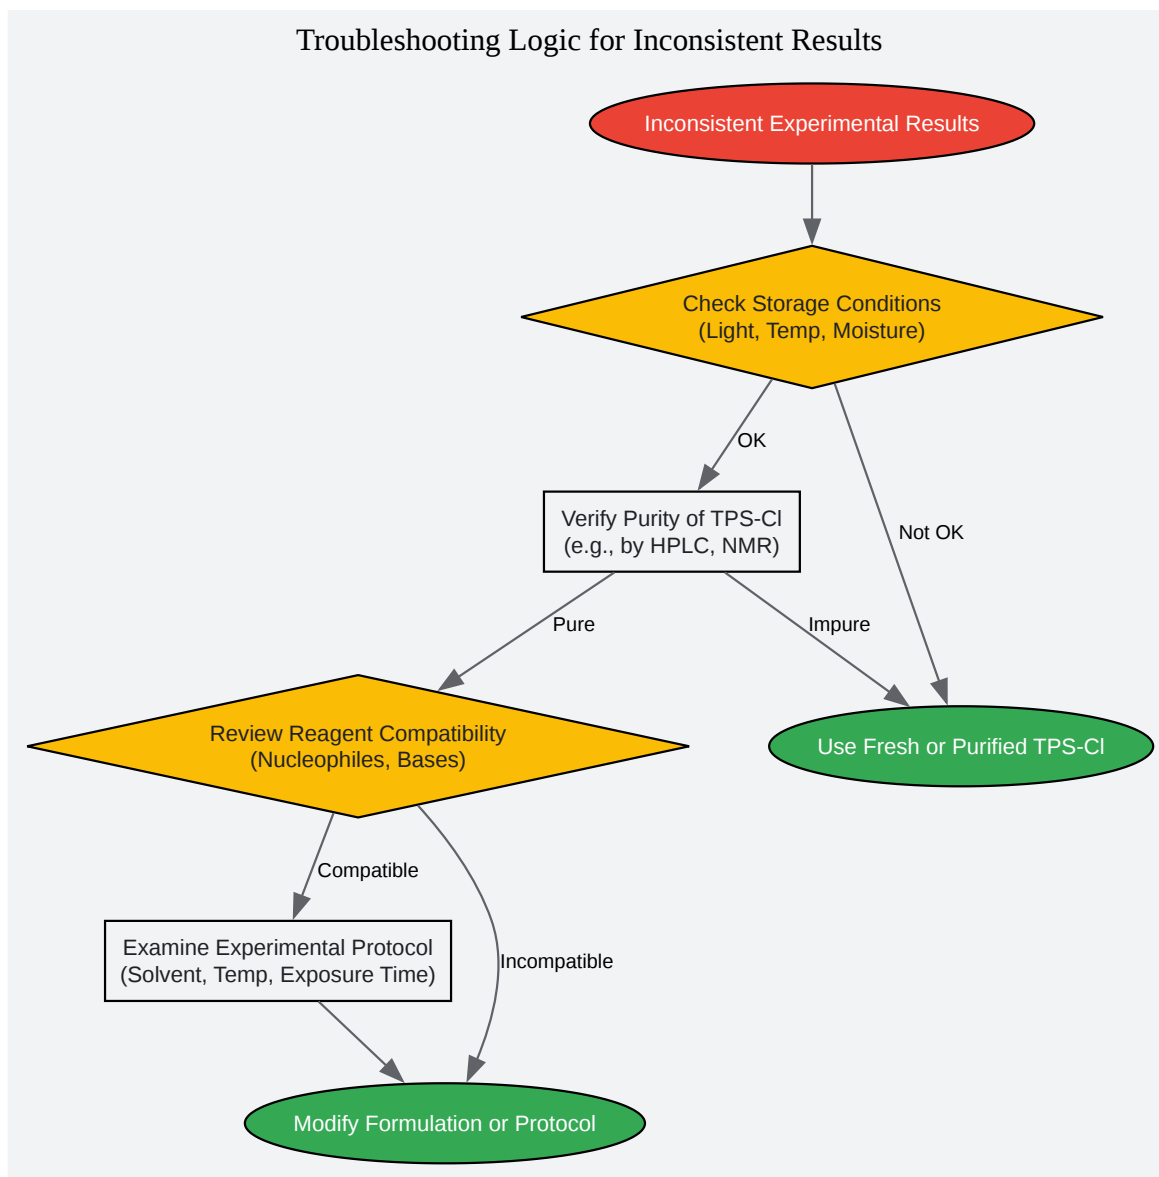 Troubleshooting Logic for Inconsistent Results
Inconsistent Experimental Results
Check Storage Conditions
(Light, Temp, Moisture)
OK
Not OK
Verify Purity of TPS-Cl
(e.g., by HPLC, NMR)
Pure
Impure
Use Fresh or Purified TPS-Cl
Review Reagent Compatibility
(Nucleophiles, Bases)
Compatible
Incompatible
Examine Experimental Protocol
(Solvent, Temp, Exposure Time)
Modify Formulation or Protocol